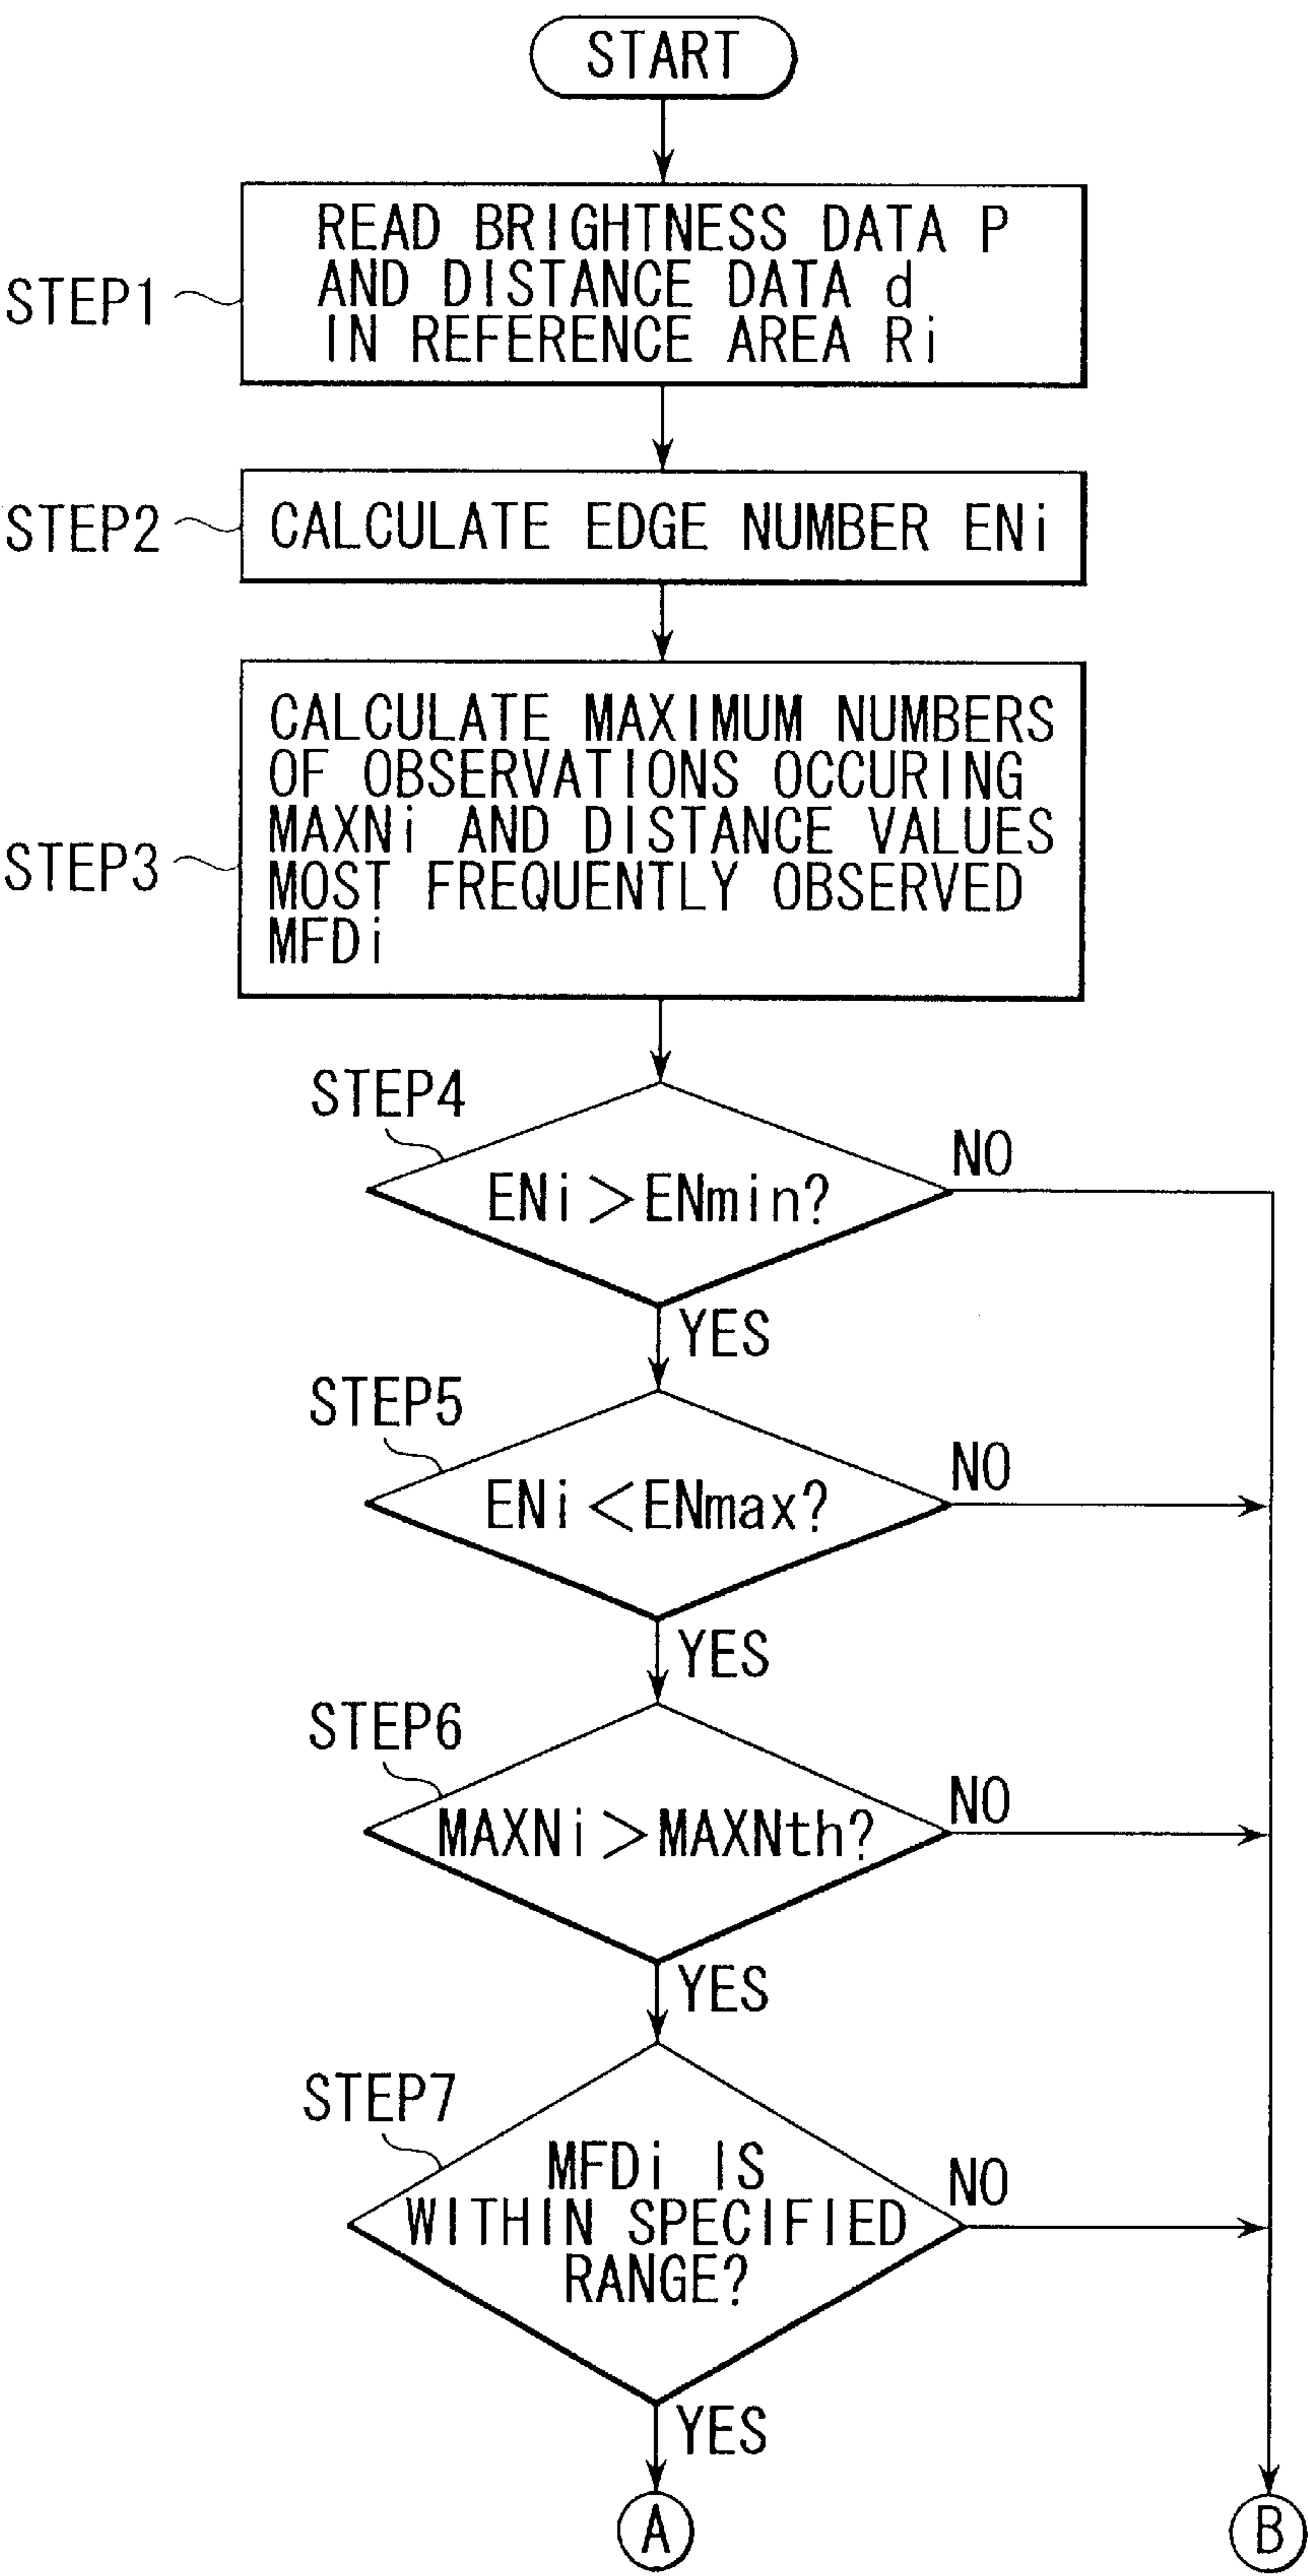 START
STEP1
READ BRIGHTNESS DATA P
AND DISTANCE DATA d
IN REFERENCE AREA Ri
STEP2
CALCULATE EDGE NUMBER ENi
STEP3
CALCULATE MAXIMUM NUMBERS
OF OBSERVATIONS OCCURING
MAXNi AND DISTANCE VALUES
MOST FREQUENTLY OBSERVED
MFDi
STEP4
ENi>ENmin?
NO
YES
STEP5
ENi<ENmax?
NO
YES
STEP6
MAXNi>MAXNth?
NO
YES
STEP7
MFDi IS
WITHIN SPECIFIED
RANGE?
NO
YES
A
B